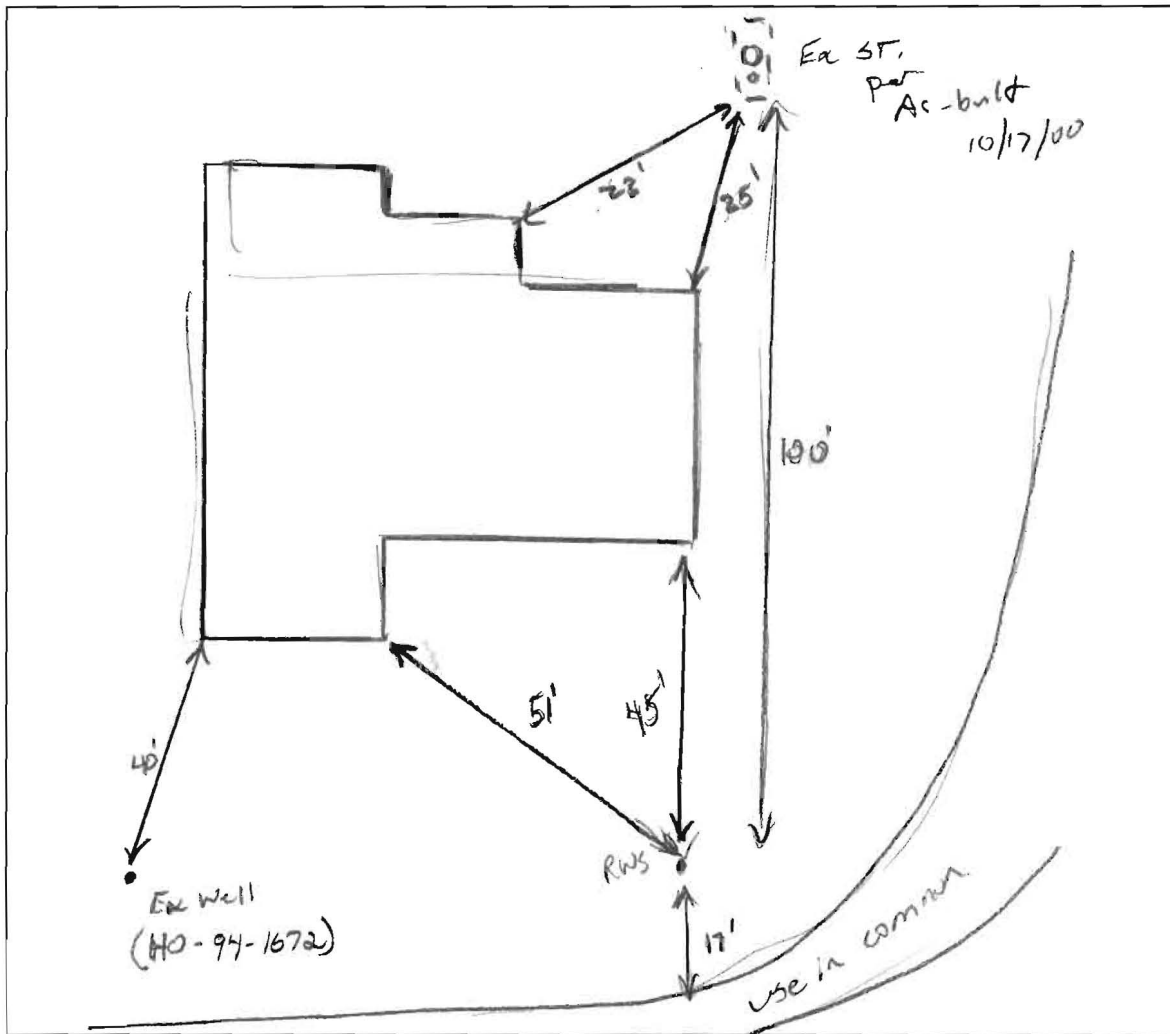 Ex ST.
per
As-built
10/17/00
22'
25'
100'
51'
45'
40'
RWS
Ex Well
(HO-94-1672)
17'
use in common